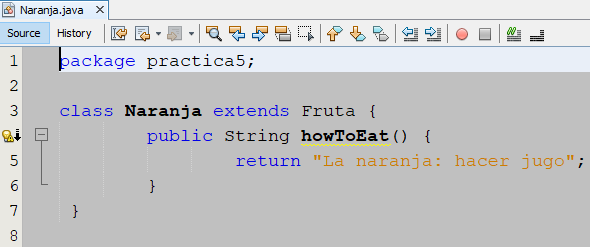 Naranja.java
Source History
1 package practica5;
2
3 class Naranja extends Fruta {
public String howToEat() {
5 return "La naranja: hacer jugo";
6 }
7 }
8